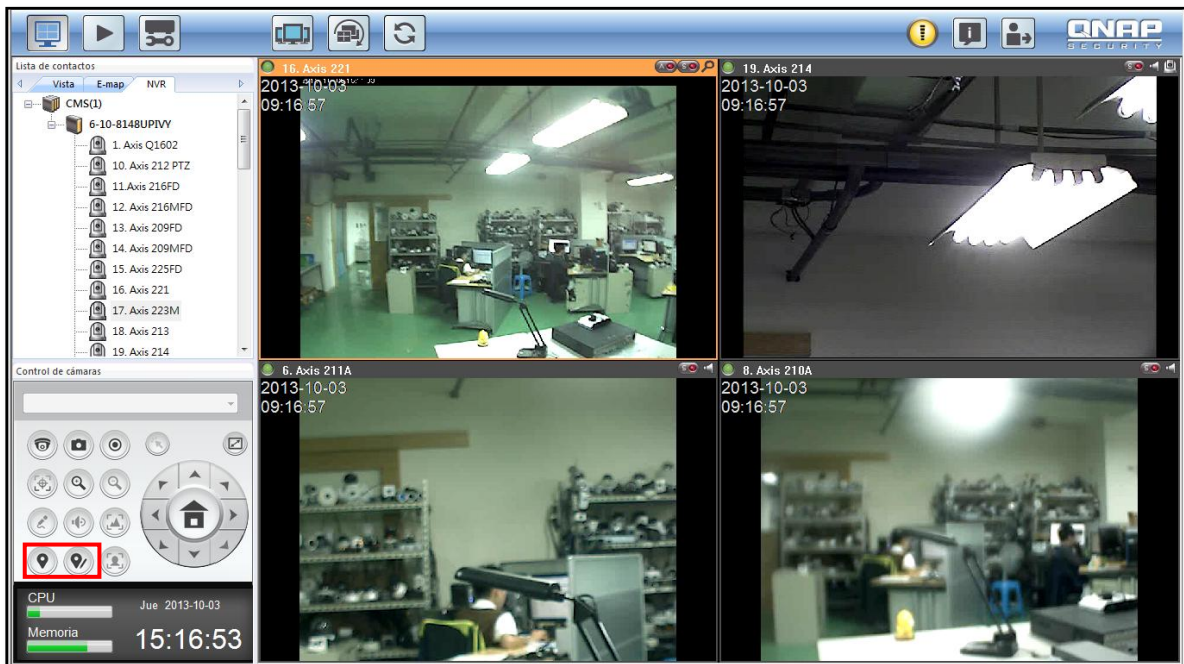 QNAP
SECURITY
Lista de contactos
Vista E-map NVR
CMS(1)
6-10-8148UPIVY
1. Axis Q1602
10. Axis 212 PTZ
11.Axis 216FD
12. Axis 216MFD
13. Axis 209FD
14. Axis 209MFD
15. Axis 225FD
16. Axis 221
17. Axis 223M
18. Axis 213
19. Axis 214
Control de cámaras
CPU
Jue 2013-10-03
Memoria
15:16:53
16. Axis 221
2013-10-03
09:16:57
19. Axis 214
2013-10-03
09:16:57
6. Axis 211A
2013-10-03
09:16:57
8. Axis 210A
2013-10-03
09:16:57